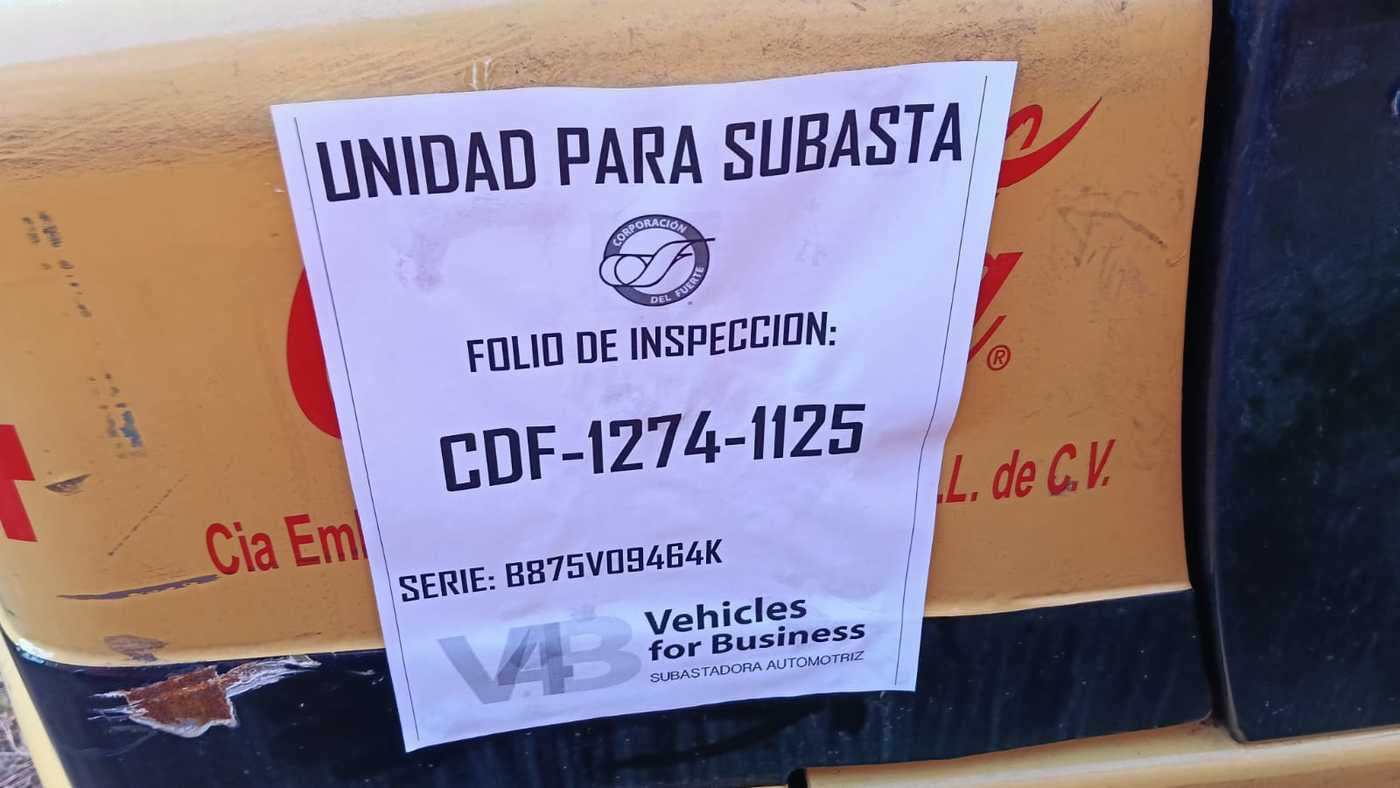 UNIDAD PARA SUBASTA
CORPORACIÓN
DEL FUERTE
FOLIO DE INSPECCION:
CDF-1274-1125
Cia Em
.L. de C.V.
®
SERIE: B875V09464K
V4B Vehicles
for Business
SUBASTADORA AUTOMOTRIZ